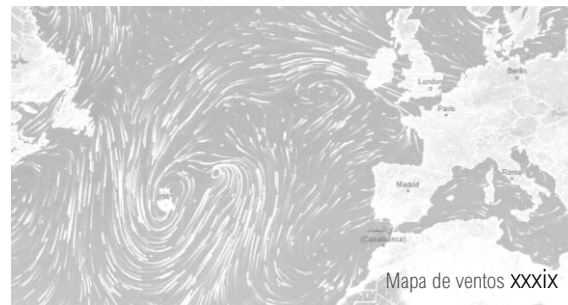 London
Berlin
Paris
Madrid
Roma
(Casablanca)
Mapa de ventos xxxix